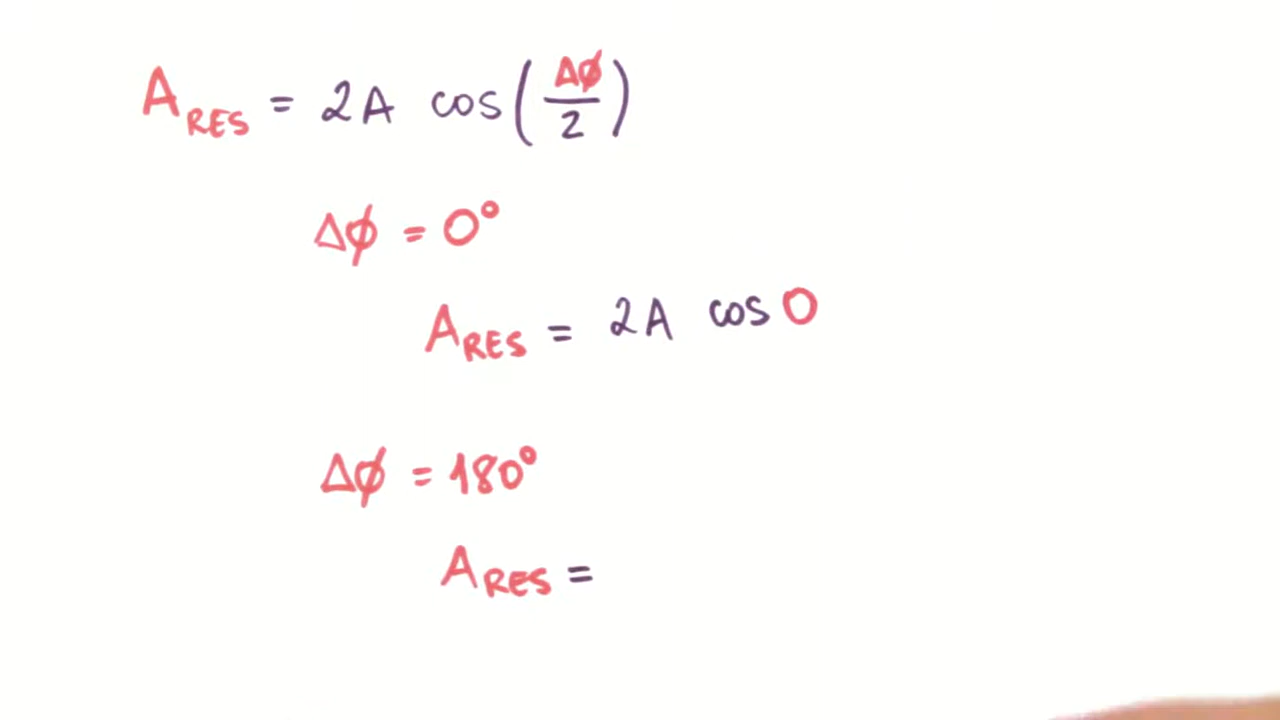 A_RES = 2A cos(Δϕ/2)
Δϕ = 0°
A_RES = 2A cos 0
Δϕ = 180°
A_RES =